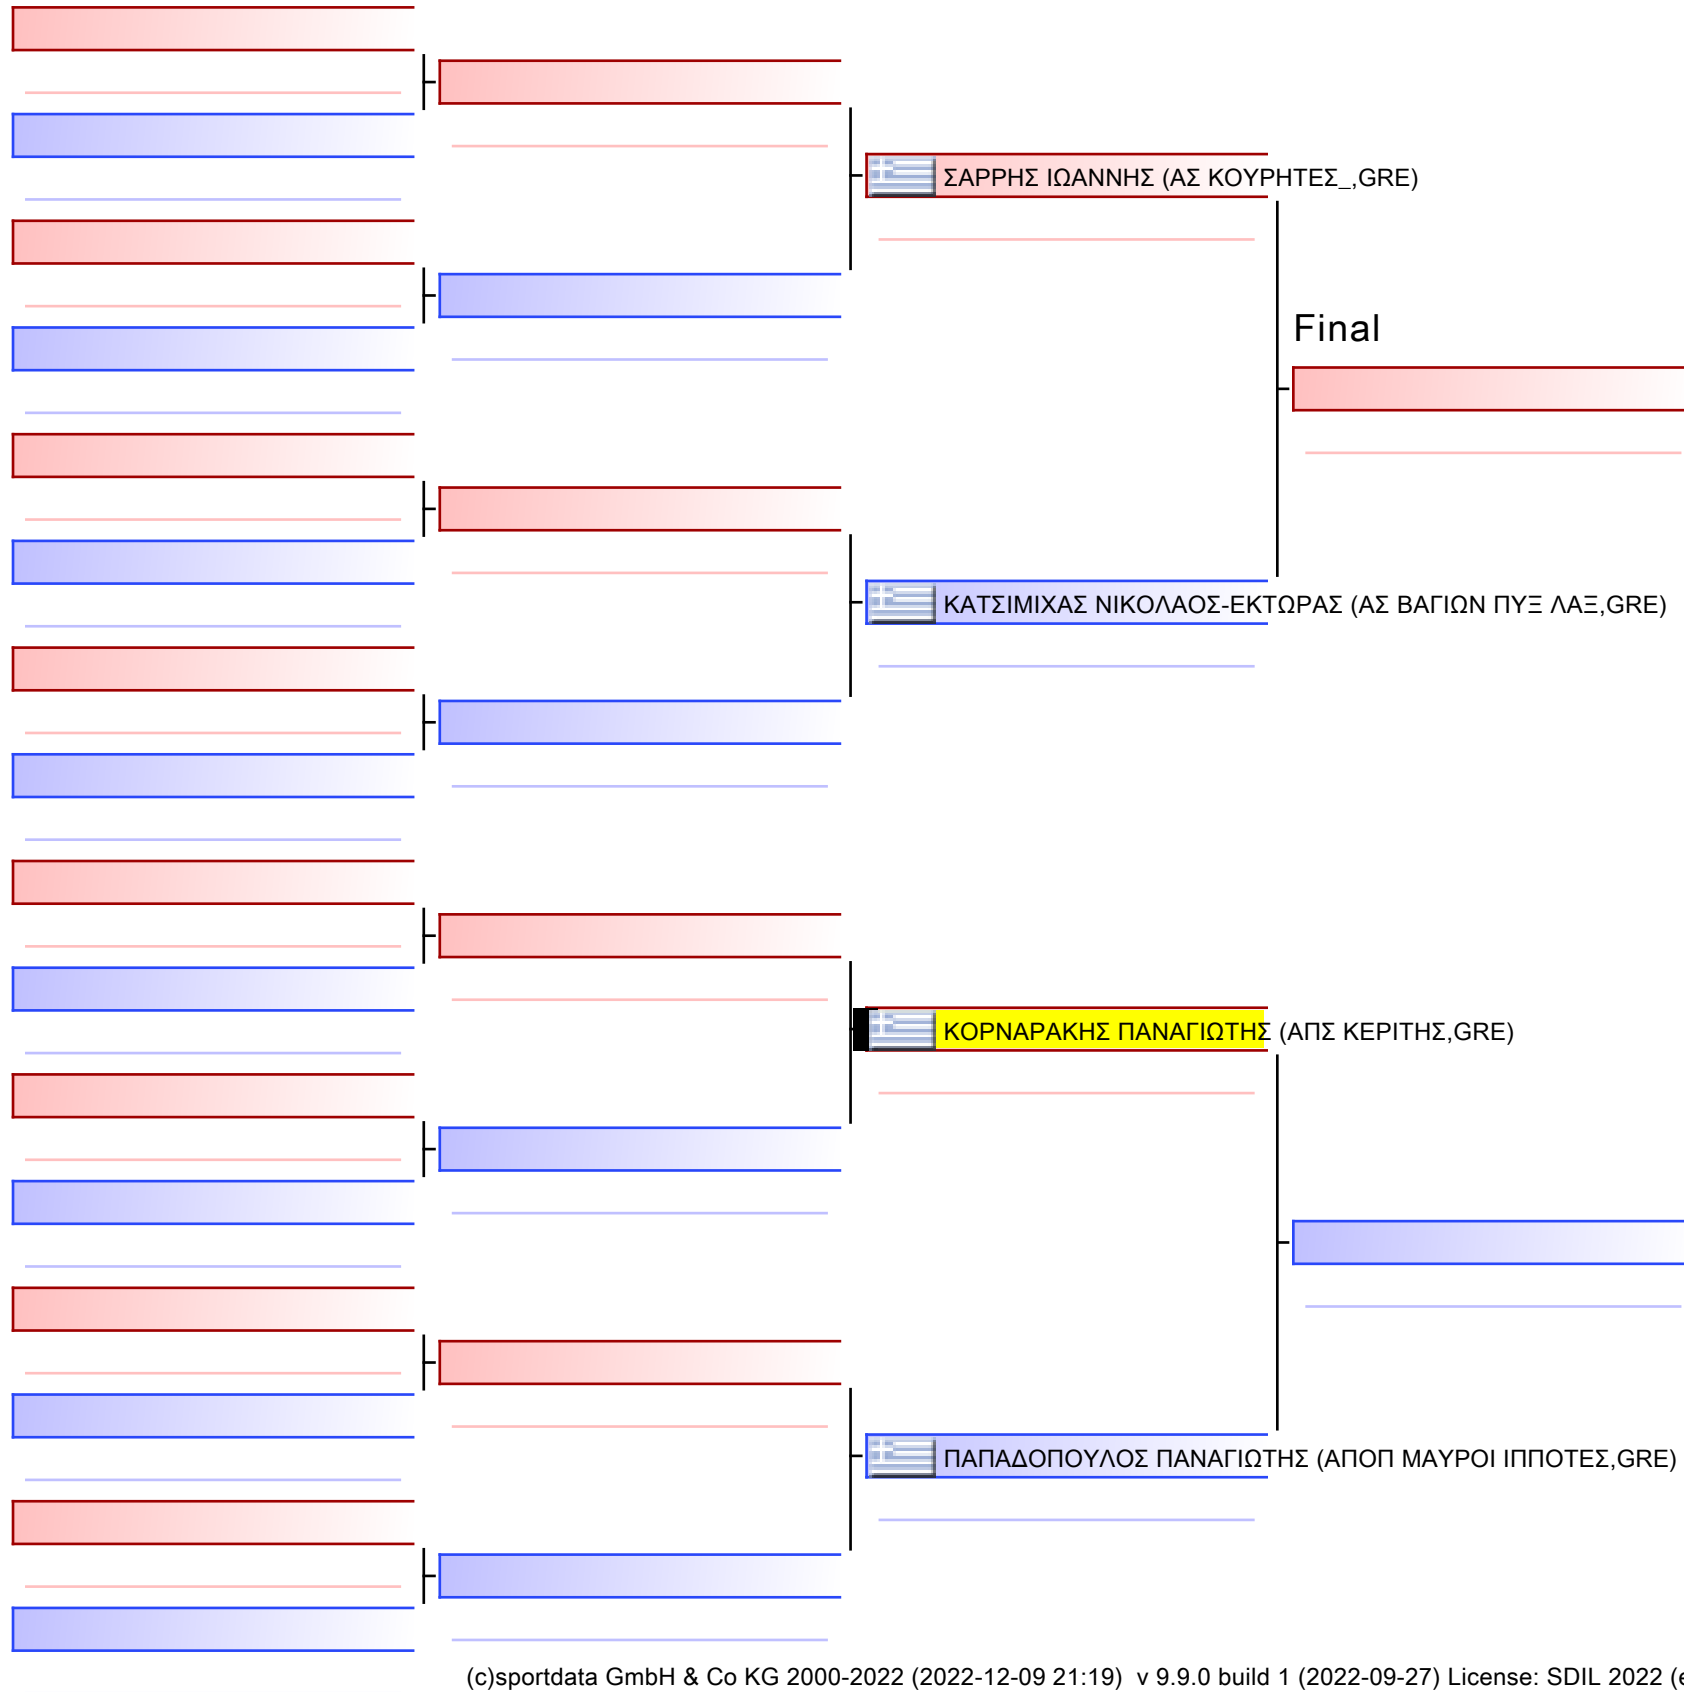 ΣΑΡΡΗΣ ΙΩΑΝΝΗΣ (ΑΣ ΚΟΥΡΗΤΕΣ_,GRE)
Final
ΚΑΤΣΙΜΙΧΑΣ ΝΙΚΟΛΑΟΣ-ΕΚΤΩΡΑΣ (ΑΣ ΒΑΓΙΩΝ ΠΥΞ ΛΑΞ,GRE)
ΚΟΡΝΑΡΑΚΗΣ ΠΑΝΑΓΙΩΤΗΣ (ΑΠΣ ΚΕΡΙΤΗΣ,GRE)
ΠΑΠΑΔΟΠΟΥΛΟΣ ΠΑΝΑΓΙΩΤΗΣ (ΑΠΟΠ ΜΑΥΡΟΙ ΙΠΠΟΤΕΣ,GRE)
(c)sportdata GmbH & Co KG 2000-2022 (2022-12-09 21:19) v 9.9.0 build 1 (2022-09-27) License: SDIL 2022 (